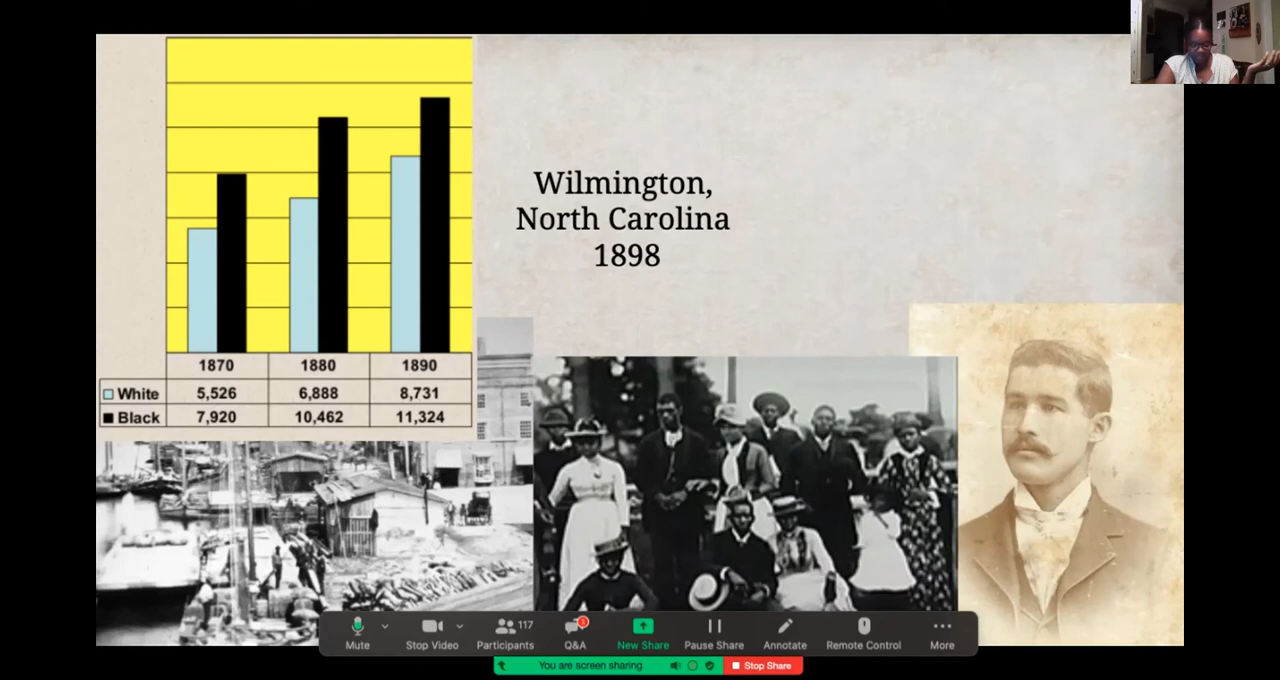 Wilmington,
North Carolina
1898
1870 1880 1890
White 5,526 6,888 8,731
Black 7,920 10,462 11,324
Mute Stop Video Participants 117 Q&A New Share Pause Share Annotate Remote Control More
You are screen sharing Stop Share